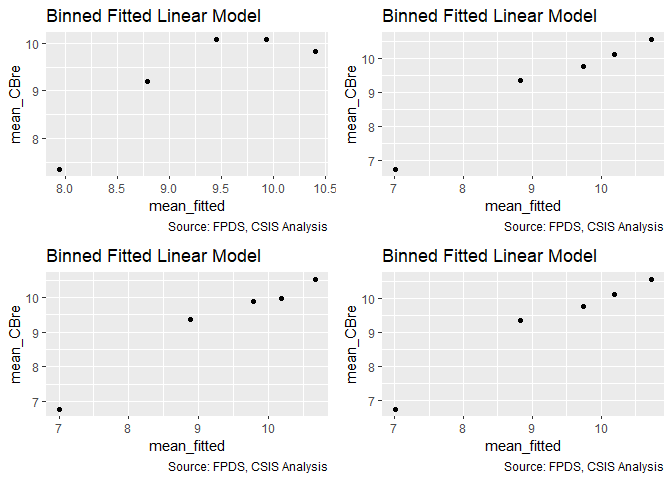 Binned Fitted Linear Model
10
9
8
mean_CBre
8.0 8.5 9.0 9.5 10.0 10.5
mean_fitted
Source: FPDS, CSIS Analysis
Binned Fitted Linear Model
10
9
8
7
mean_CBre
7 8 9 10
mean_fitted
Source: FPDS, CSIS Analysis
Binned Fitted Linear Model
10
9
8
7
mean_CBre
7 8 9 10
mean_fitted
Source: FPDS, CSIS Analysis
Binned Fitted Linear Model
10
9
8
7
mean_CBre
7 8 9 10
mean_fitted
Source: FPDS, CSIS Analysis